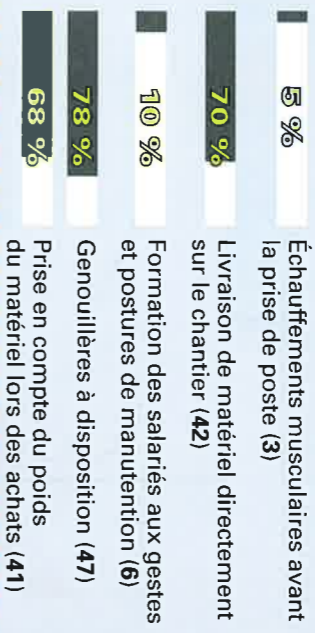 5 %
Échauffements musculaires avant
la prise de poste (3)
70 %
Livraison de matériel directement
sur le chantier (42)
10 %
Formation des salariés aux gestes
et postures de manutention (6)
78 %
Genouillères à disposition (47)
68 %
Prise en compte du poids
du matériel lors des achats (41)